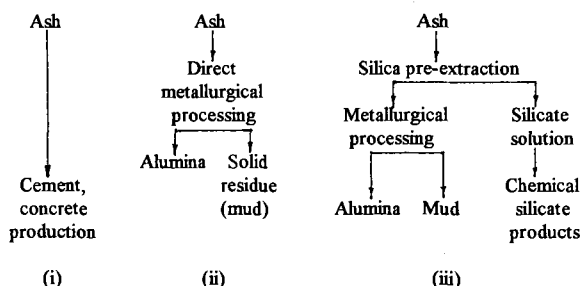 Ash
Cement,
concrete
production
(i)
Ash
Direct
metallurgical
processing
Alumina
Solid
residue
(mud)
(ii)
Ash
Silica pre-extraction
Metallurgical
processing
Silicate
solution
Alumina
Mud
Chemical
silicate
products
(iii)